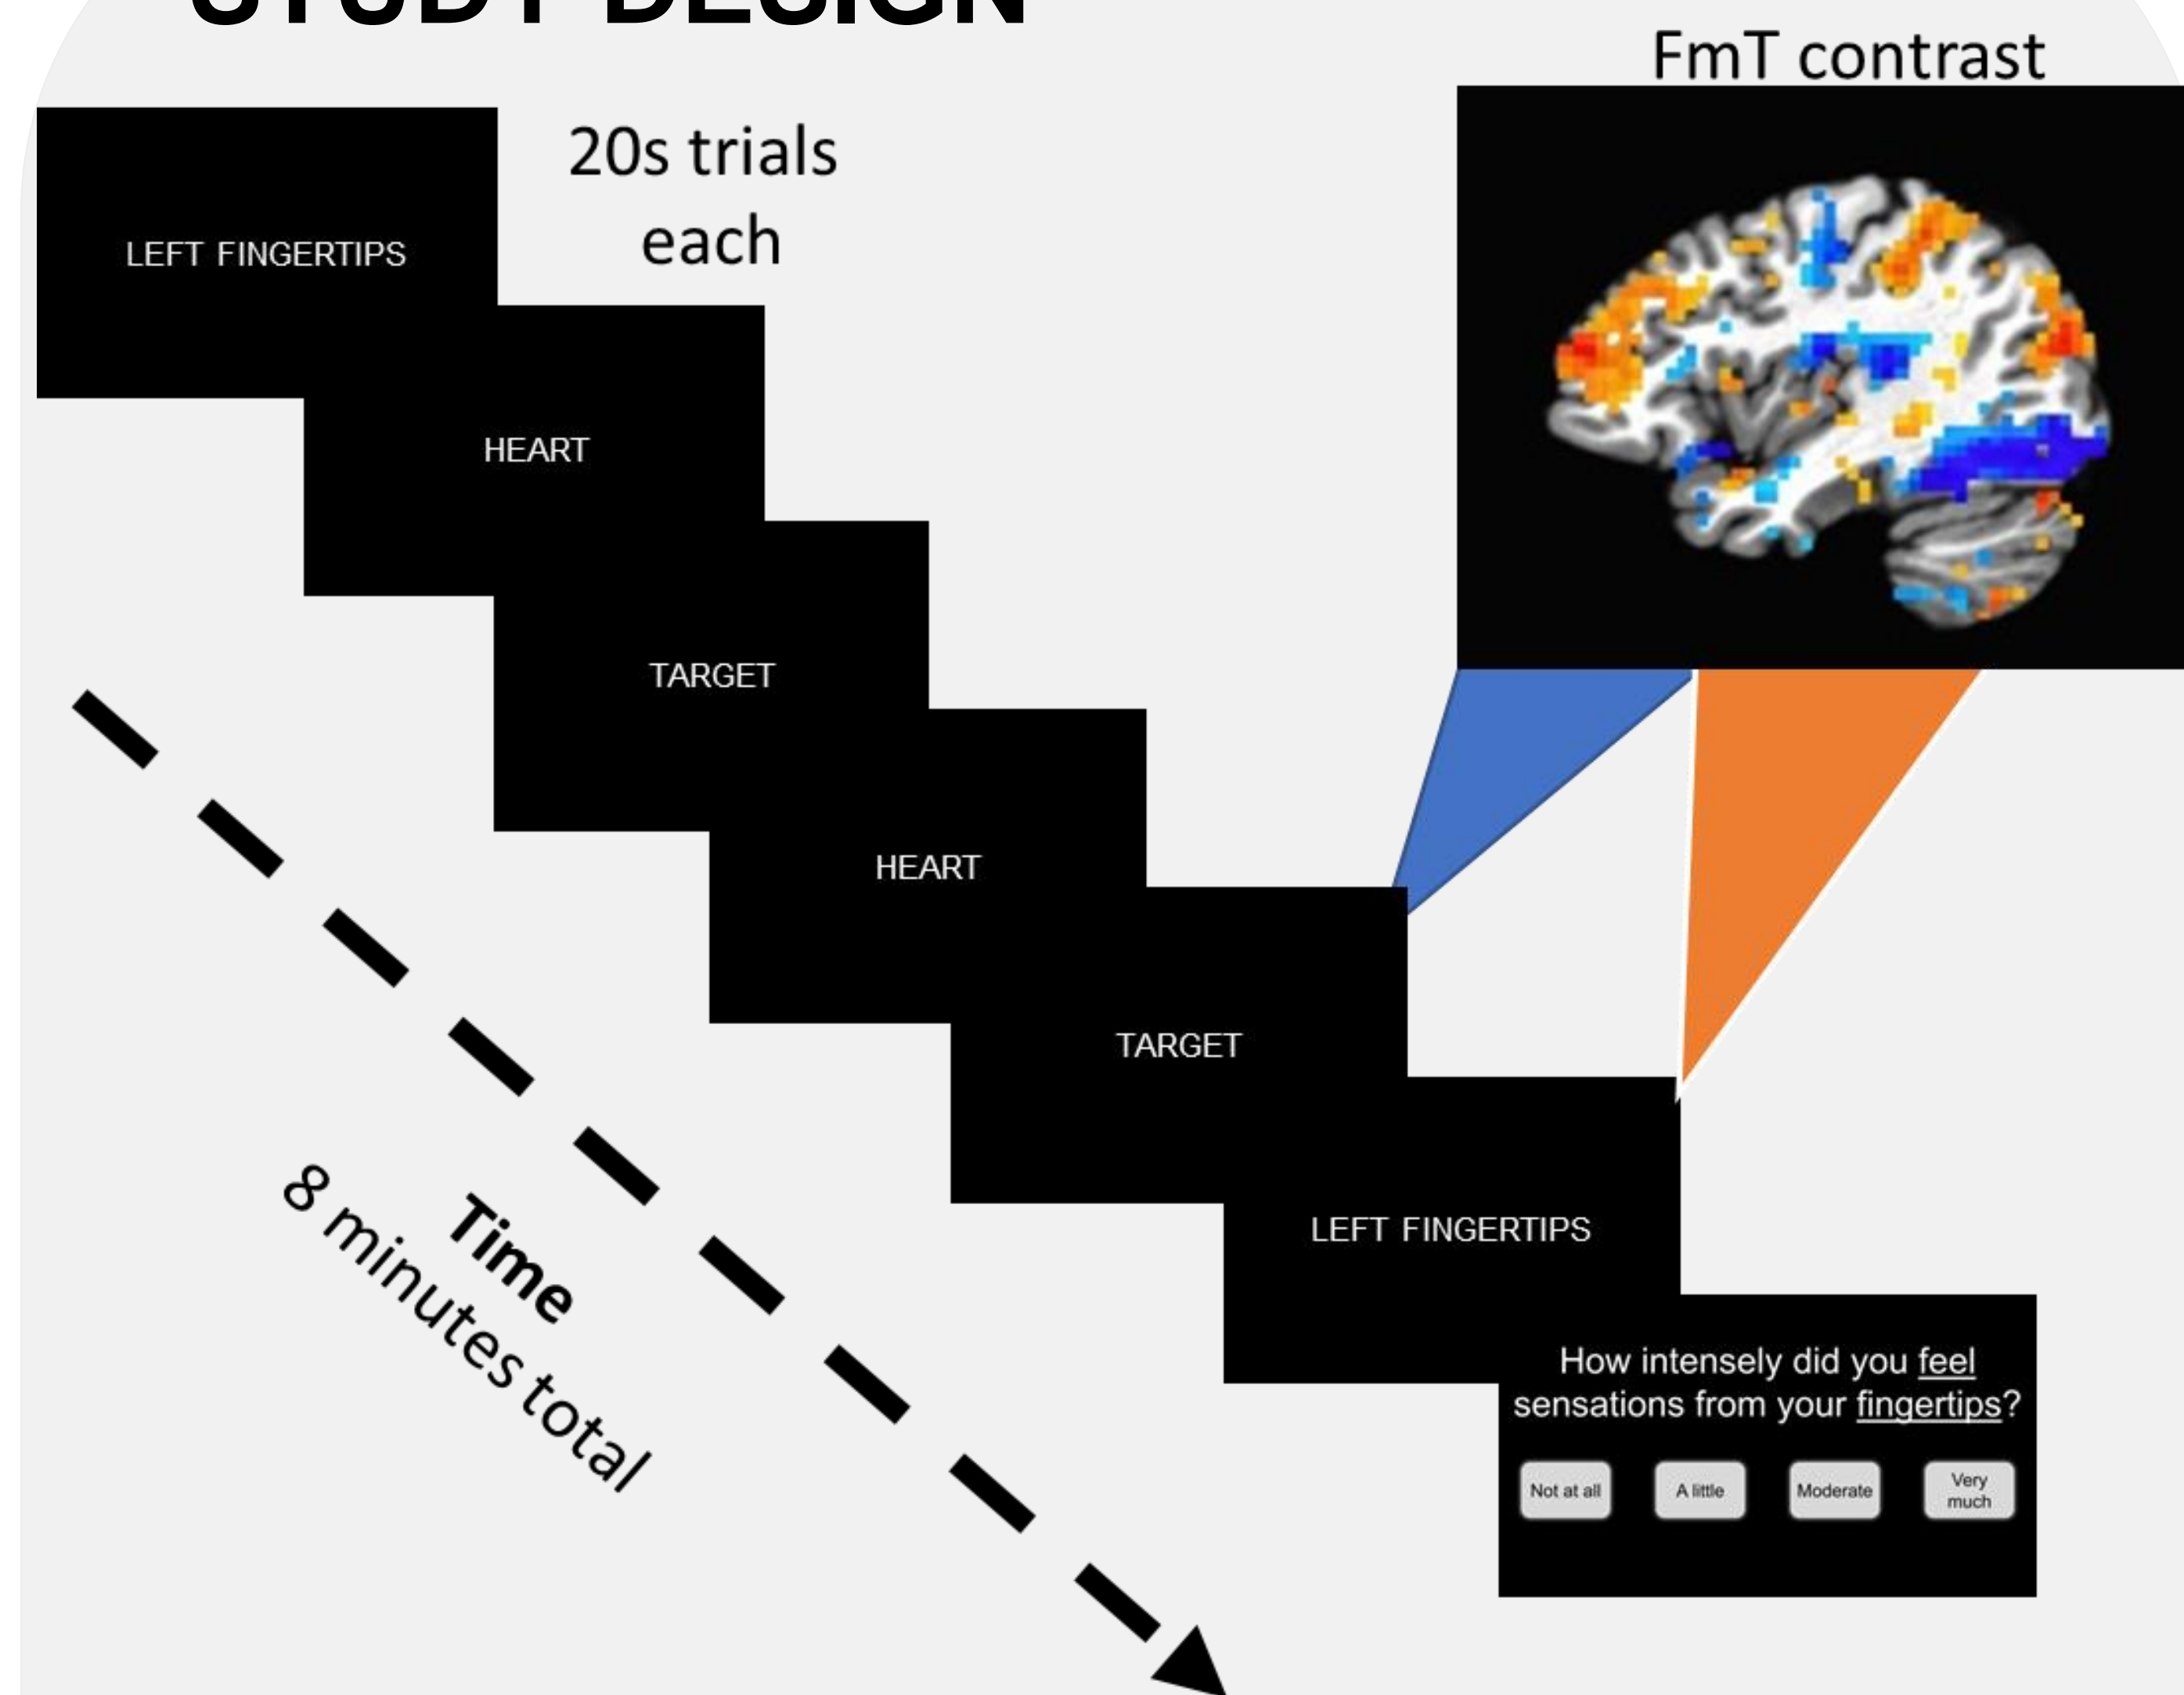 STUDY DESIGN
FmT contrast
20s trials
each
LEFT FINGERTIPS
HEART
TARGET
HEART
TARGET
LEFT FINGERTIPS
Time
8 minutes total
How intensely did you feel
sensations from your fingertips?
Not at all
A little
Moderate
Very
much